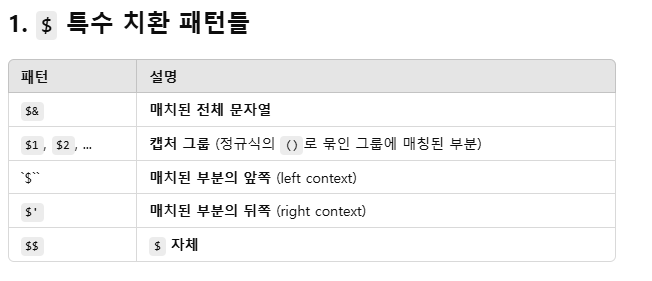 1. $ 특수 치환 패턴들
패턴 설명
$& 매치된 전체 문자열
$1, $2, ... 캡처 그룹 (정규식의 ()로 묶인 그룹에 매칭된 부분)
`$`` 매치된 부분의 앞쪽 (left context)
$' 매치된 부분의 뒤쪽 (right context)
$$ $ 자체